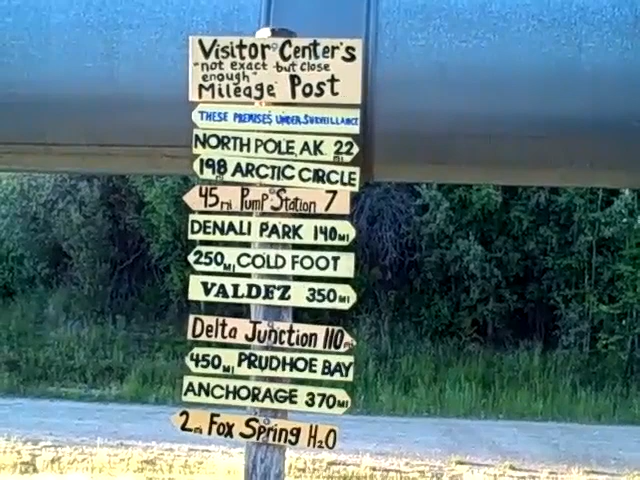 Visitor Center's
"not exact but close
enough"
Mileage Post
THESE PREMISES UNDER SURVEILLANCE
NORTH POLE, AK 22 MI
198 MI ARCTIC CIRCLE
45 mi Pump Station 7
DENALI PARK 140 MI
250 MI COLD FOOT
VALDEZ 350 MI
Delta Junction 110 mi
450 MI PRUDHOE BAY
ANCHORAGE 370 MI
2 mi Fox Spring H2O